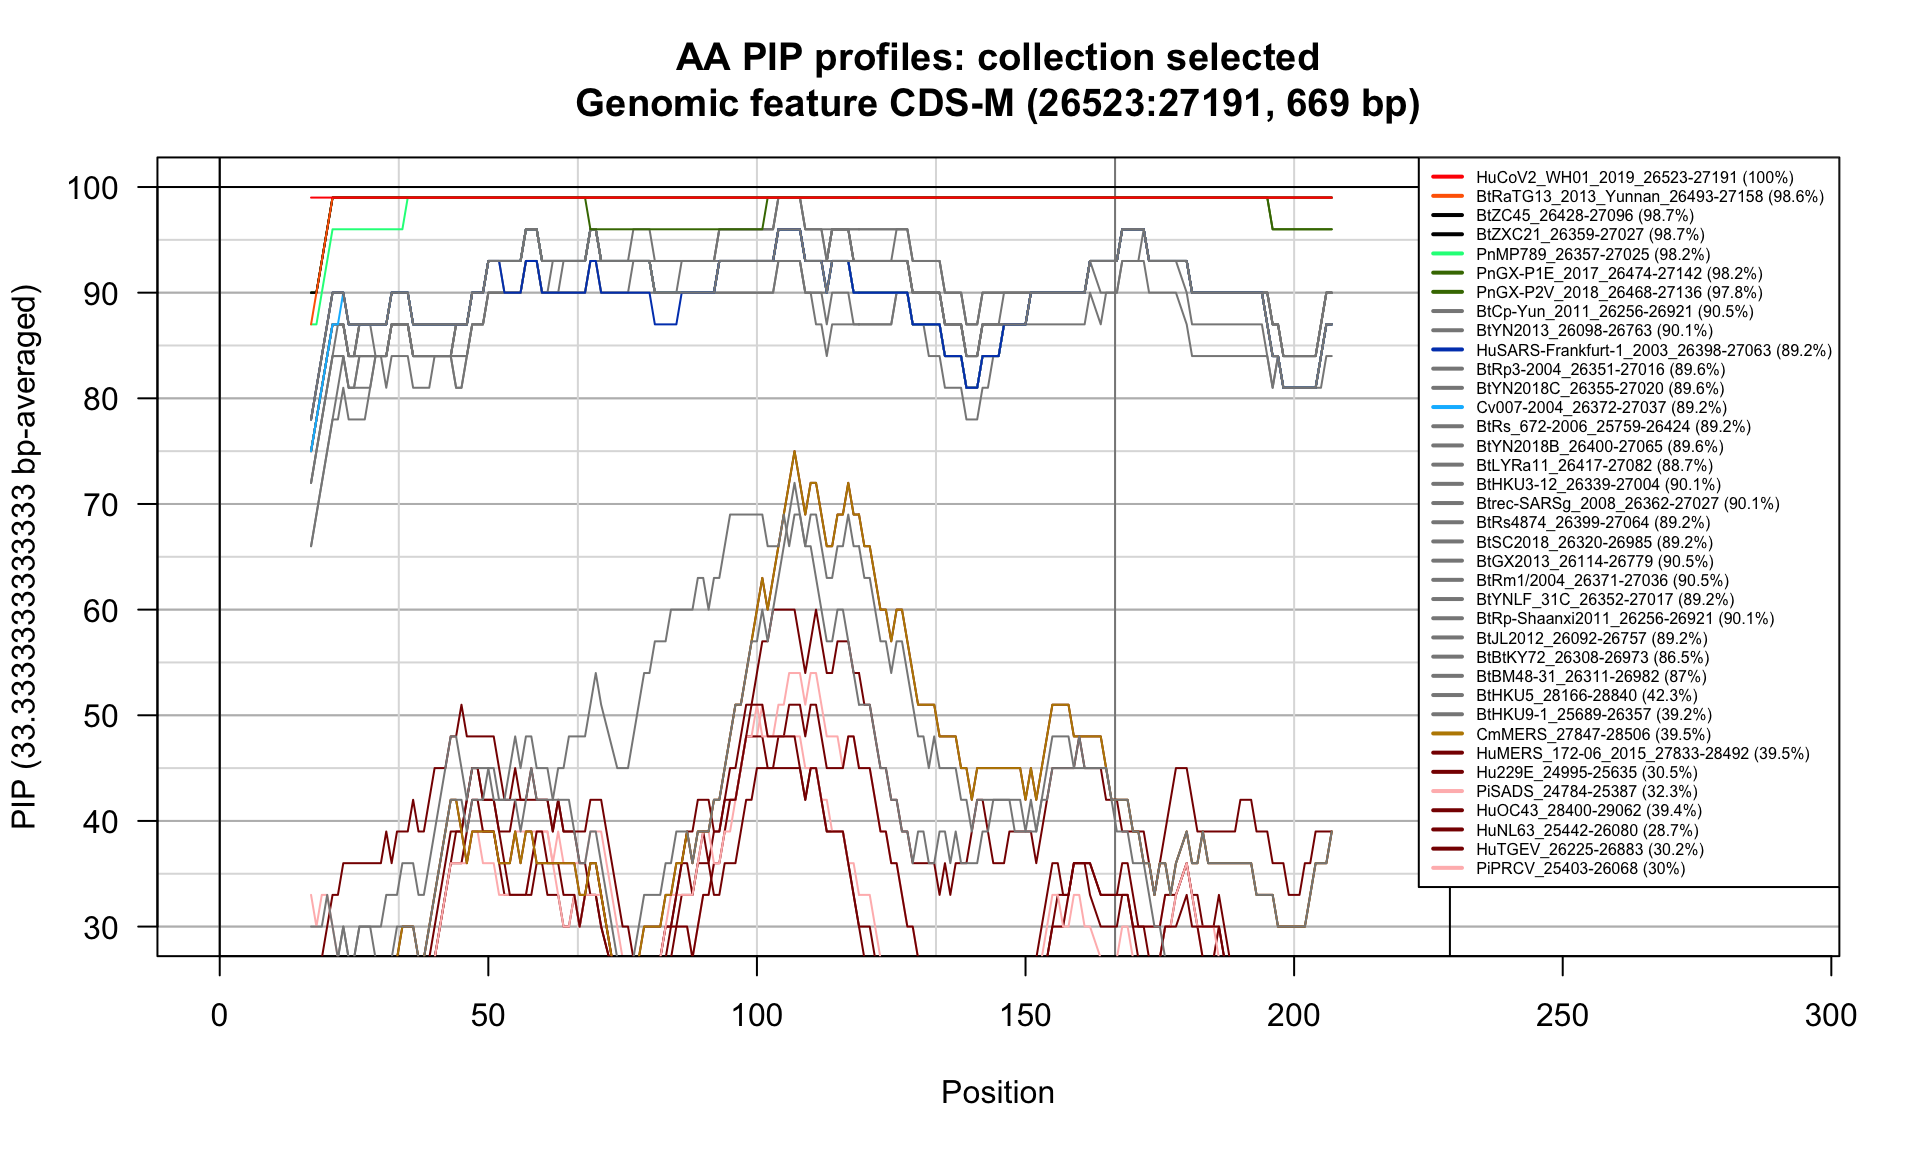 AA PIP profiles: collection selected
Genomic feature CDS-M (26523:27191, 669 bp)
PIP (33.3333333333333 bp-averaged)
100
90
80
70
60
50
40
30
0
50
100
150
200
250
300
Position
HuCoV2_WH01_2019_26523-27191 (100%)
BtRaTG13_2013_Yunnan_26493-27158 (98.6%)
BtZC45_26428-27096 (98.7%)
BtZXC21_26359-27027 (98.7%)
PnMP789_26357-27025 (98.2%)
PnGX-P1E_2017_26474-27142 (98.2%)
PnGX-P2V_2018_26468-27136 (97.8%)
BtCp-Yun_2011_26256-26921 (90.5%)
BtYN2013_26098-26763 (90.1%)
HuSARS-Frankfurt-1_2003_26398-27063 (89.2%)
BtRp3-2004_26351-27016 (89.6%)
BtYN2018C_26355-27020 (89.6%)
Cv007-2004_26372-27037 (89.2%)
BtRs_672-2006_25759-26424 (89.2%)
BtYN2018B_26400-27065 (89.6%)
BtLYRa11_26417-27082 (88.7%)
BtHKU3-12_26339-27004 (90.1%)
Btrec-SARSg_2008_26362-27027 (90.1%)
BtRs4874_26399-27064 (89.2%)
BtSC2018_26320-26985 (89.2%)
BtGX2013_26114-26779 (90.5%)
BtRm1/2004_26371-27036 (90.5%)
BtYNLF_31C_26352-27017 (89.2%)
BtRp-Shaanxi2011_26256-26921 (90.1%)
BtJL2012_26092-26757 (89.2%)
BtBtKY72_26308-26973 (86.5%)
BtBM48-31_26311-26982 (87%)
BtHKU5_28166-28840 (42.3%)
BtHKU9-1_25689-26357 (39.2%)
CmMERS_27847-28506 (39.5%)
HuMERS_172-06_2015_27833-28492 (39.5%)
Hu229E_24995-25635 (30.5%)
PiSADS_24784-25387 (32.3%)
HuOC43_28400-29062 (39.4%)
HuNL63_25442-26080 (28.7%)
HuTGEV_26225-26883 (30.2%)
PiPRCV_25403-26068 (30%)